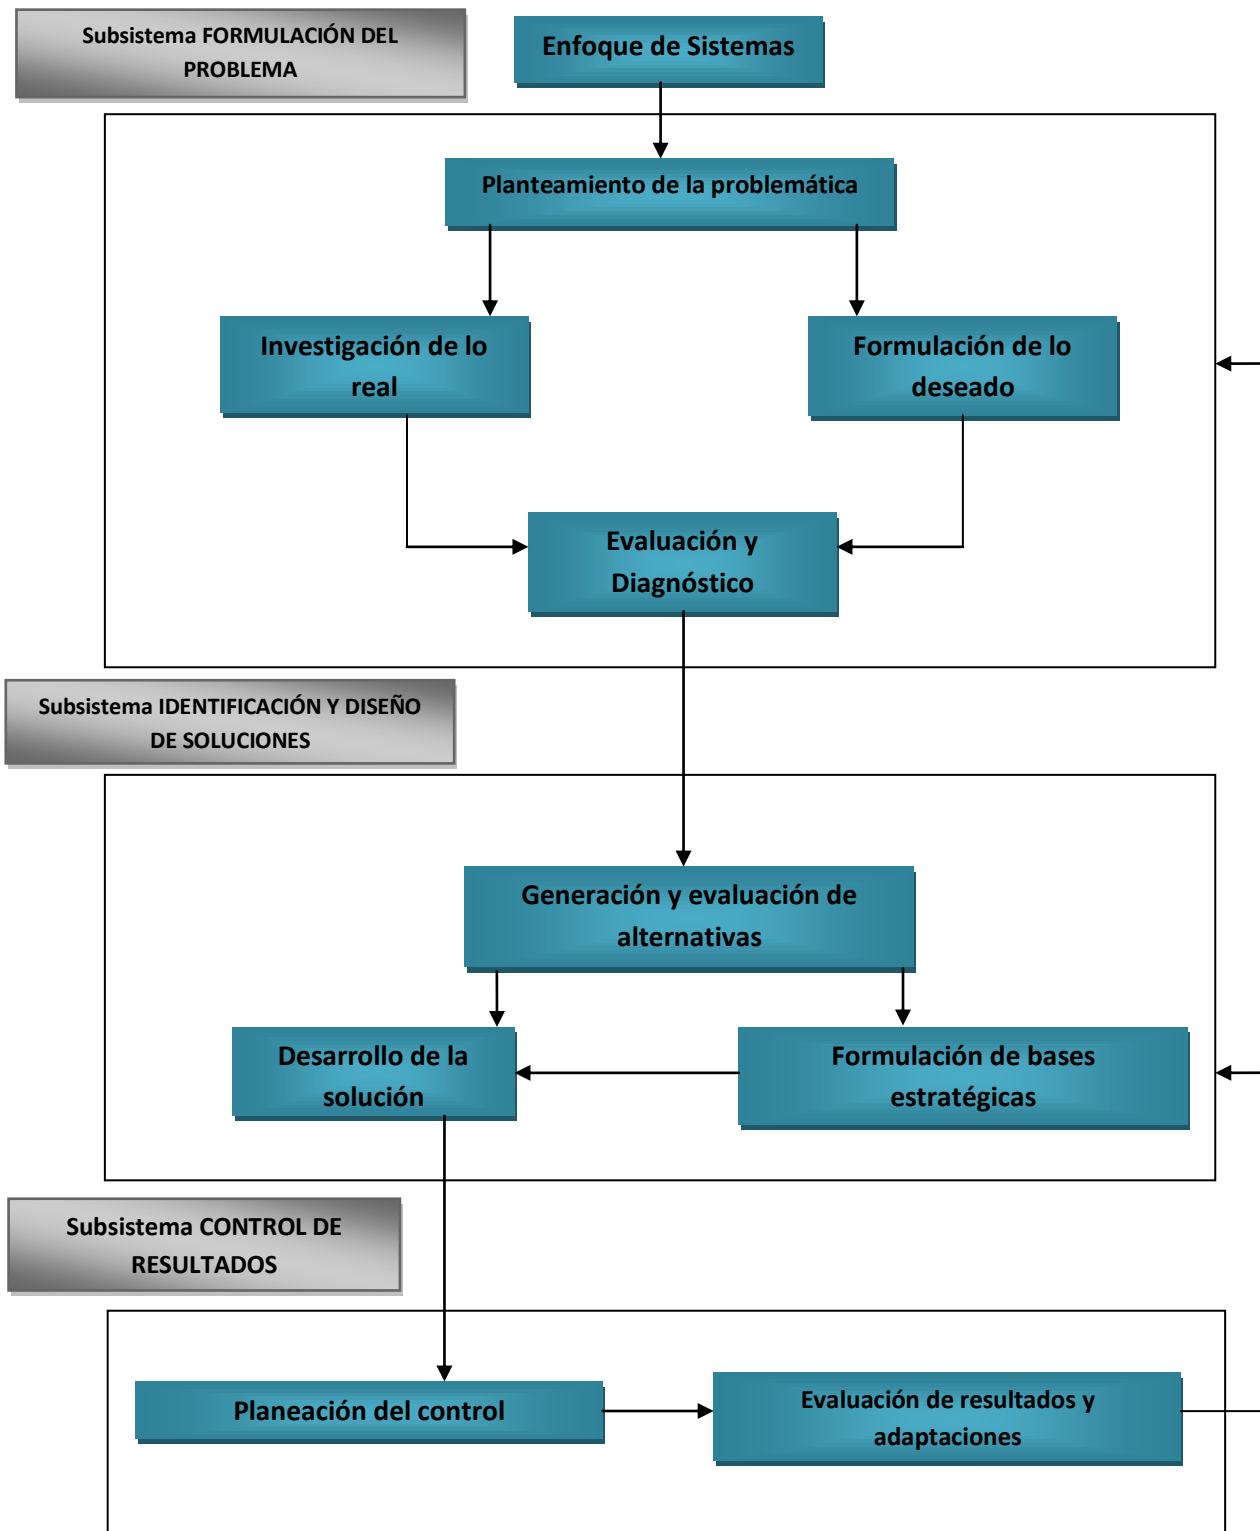 Subsistema FORMULACIÓN DEL
PROBLEMA
Enfoque de Sistemas
Planteamiento de la problemática
Investigación de lo
real
Formulación de lo
deseado
Evaluación y
Diagnóstico
Subsistema IDENTIFICACIÓN Y DISEÑO
DE SOLUCIONES
Generación y evaluación de
alternativas
Desarrollo de la
solución
Formulación de bases
estratégicas
Subsistema CONTROL DE
RESULTADOS
Planeación del control
Evaluación de resultados y
adaptaciones